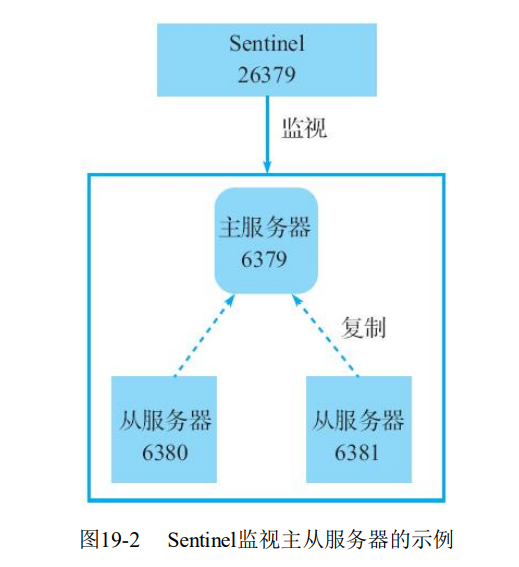 Sentinel
26379
监视
主服务器
6379
复制
从服务器
6380
从服务器
6381
图19-2 Sentinel监视主从服务器的示例